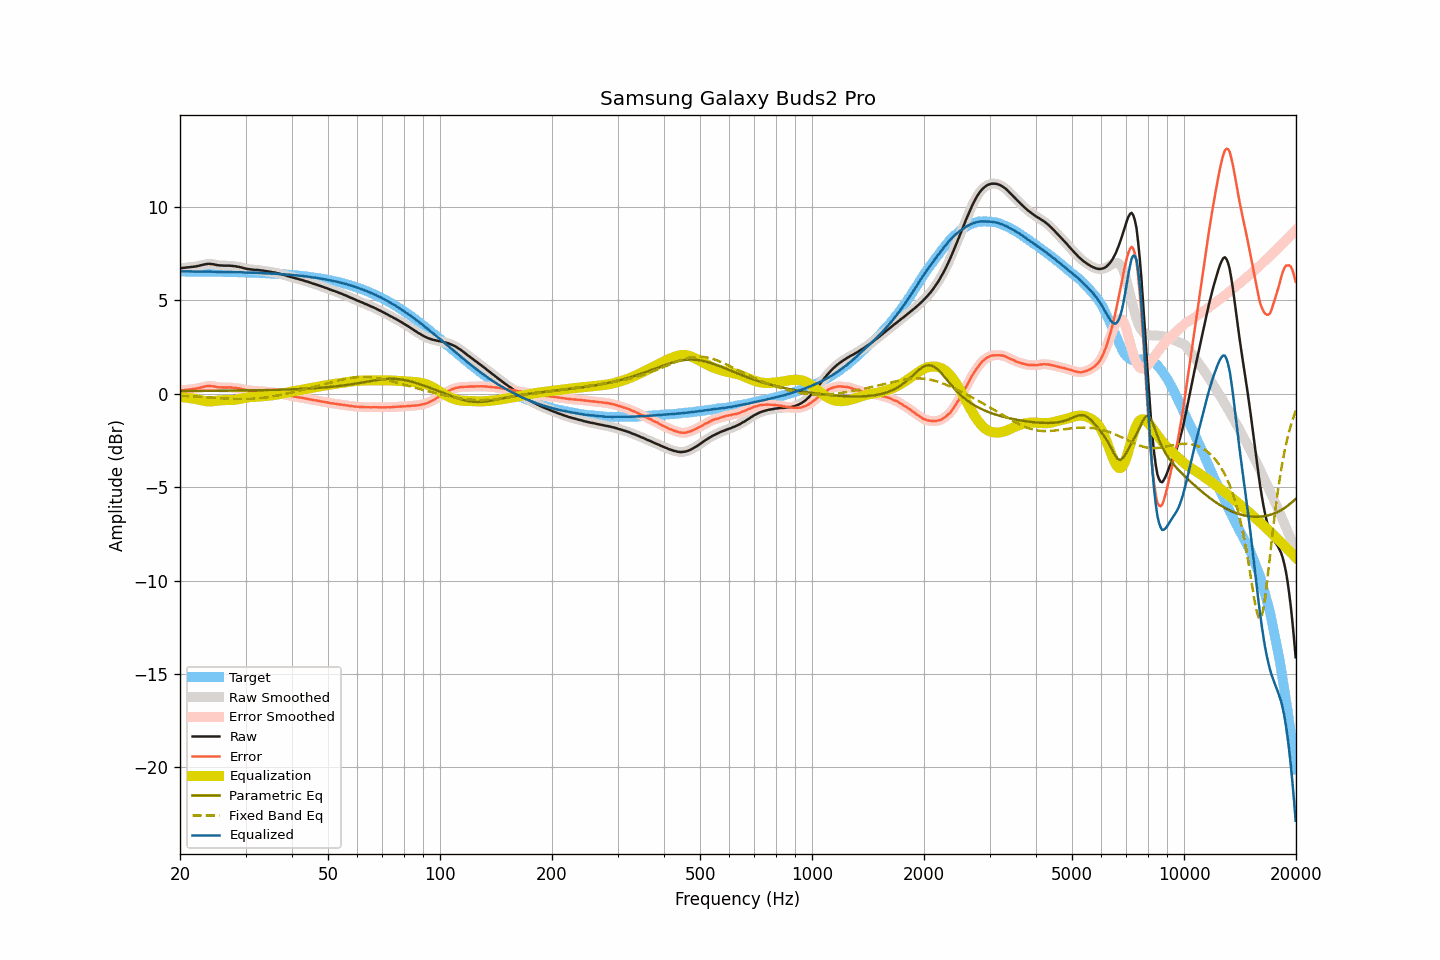 Samsung Galaxy Buds2 Pro
Amplitude (dBr)
10
5
0
−5
−10
−15
−20
Target
Raw Smoothed
Error Smoothed
Raw
Error
Equalization
Parametric Eq
Fixed Band Eq
Equalized
20 50 100 200 500 1000 2000 5000 10000 20000
Frequency (Hz)